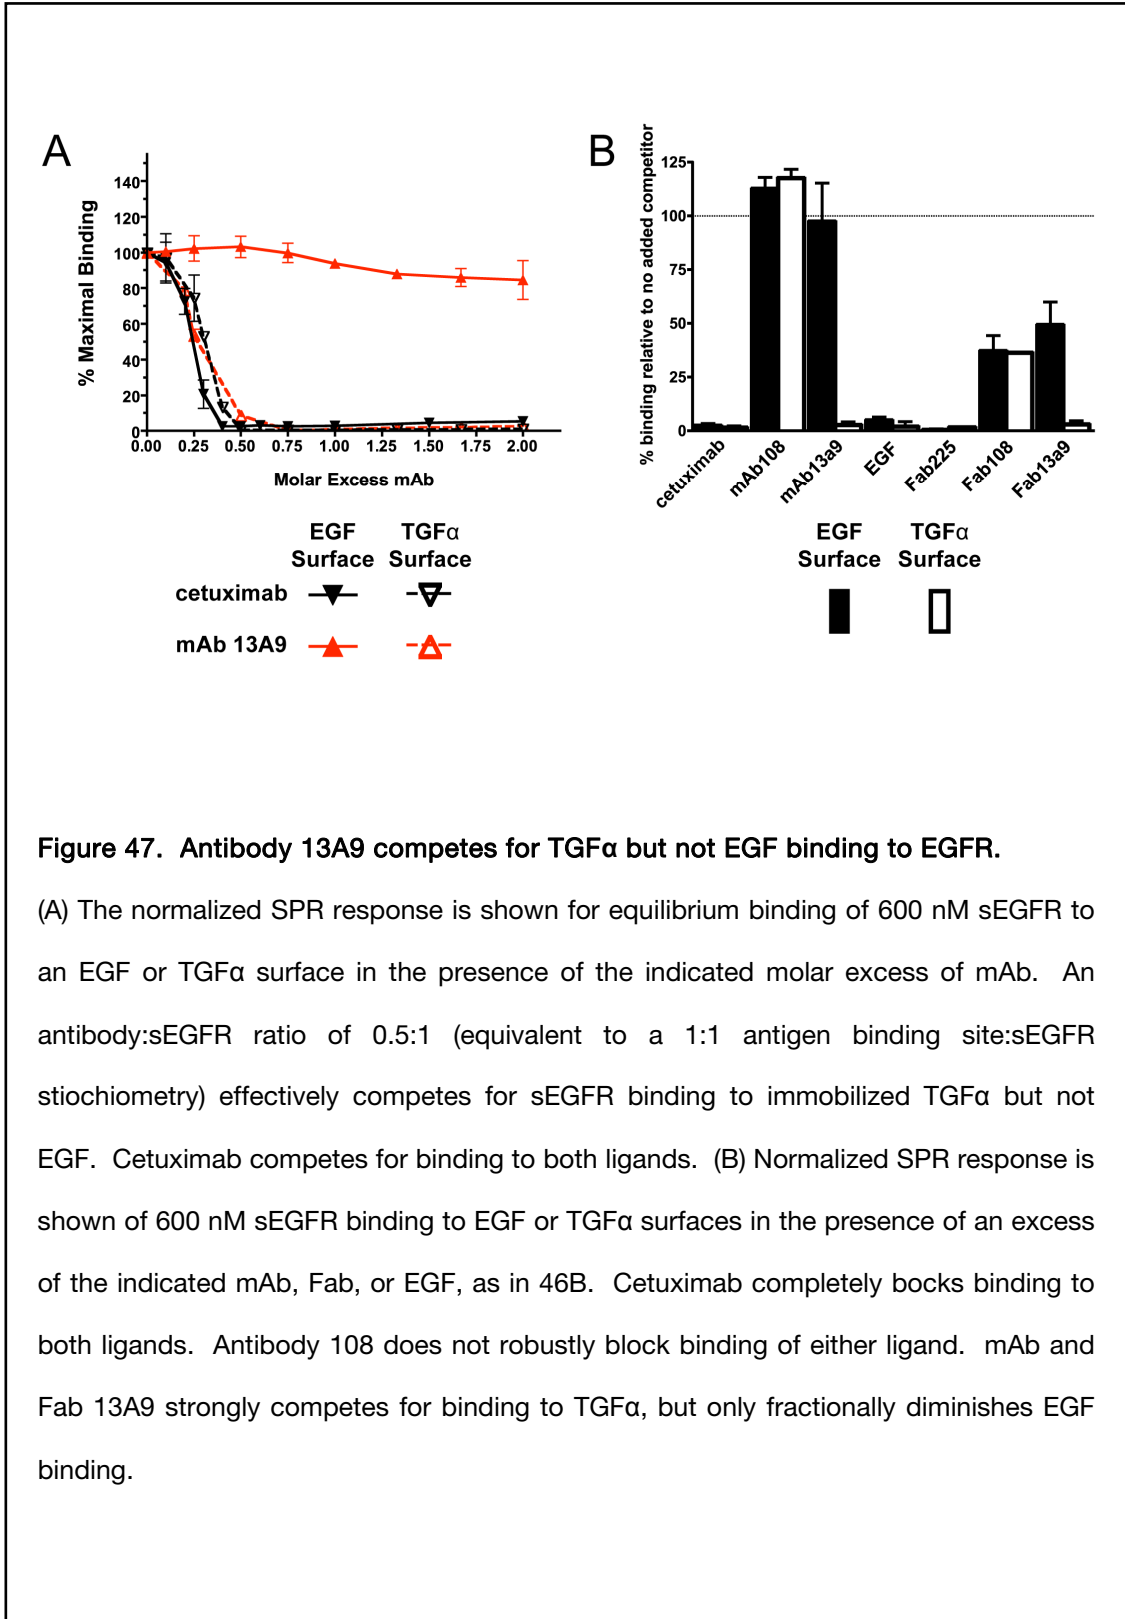 A
% Maximal Binding
140
120
100
80
60
40
20
0
0.00 0.25 0.50 0.75 1.00 1.25 1.50 1.75 2.00
Molar Excess mAb
EGF TGFα
Surface Surface
cetuximab
mAb 13A9
B
% binding relative to no added competitor
125
100
75
50
25
0
cetuximab
mAb108
mAb13a9
EGF
Fab225
Fab108
Fab13a9
EGF TGFα
Surface Surface
Figure 47. Antibody 13A9 competes for TGFα but not EGF binding to EGFR.
(A) The normalized SPR response is shown for equilibrium binding of 600 nM sEGFR to
an EGF or TGFα surface in the presence of the indicated molar excess of mAb. An
antibody:sEGFR ratio of 0.5:1 (equivalent to a 1:1 antigen binding site:sEGFR
stiochiometry) effectively competes for sEGFR binding to immobilized TGFα but not
EGF. Cetuximab competes for binding to both ligands. (B) Normalized SPR response is
shown of 600 nM sEGFR binding to EGF or TGFα surfaces in the presence of an excess
of the indicated mAb, Fab, or EGF, as in 46B. Cetuximab completely bocks binding to
both ligands. Antibody 108 does not robustly block binding of either ligand. mAb and
Fab 13A9 strongly competes for binding to TGFα, but only fractionally diminishes EGF
binding.